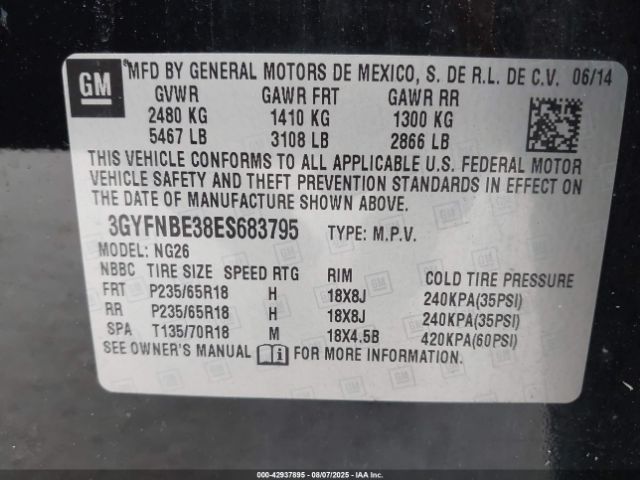 GM
MFD BY GENERAL MOTORS DE MEXICO, S. DE R.L. DE C.V. 06/14
GVWR GAWR FRT GAWR RR
2480 KG 1410 KG 1300 KG
5467 LB 3108 LB 2866 LB
THIS VEHICLE CONFORMS TO ALL APPLICABLE U.S. FEDERAL MOTOR
VEHICLE SAFETY AND THEFT PREVENTION STANDARDS IN EFFECT ON
THE DATE OF MANUFACTURE SHOWN ABOVE.
3GYFNBE38ES683795 TYPE: M.P.V.
MODEL: NG26
NBBC TIRE SIZE SPEED RTG RIM COLD TIRE PRESSURE
FRT P235/65R18 H 18X8J 240KPA(35PSI)
RR P235/65R18 H 18X8J 240KPA(35PSI)
SPA T135/70R18 M 18X4.5B 420KPA(60PSI)
SEE OWNER'S MANUAL FOR MORE INFORMATION.
000-42937895 - 08/07/2025 - IAAI.COM